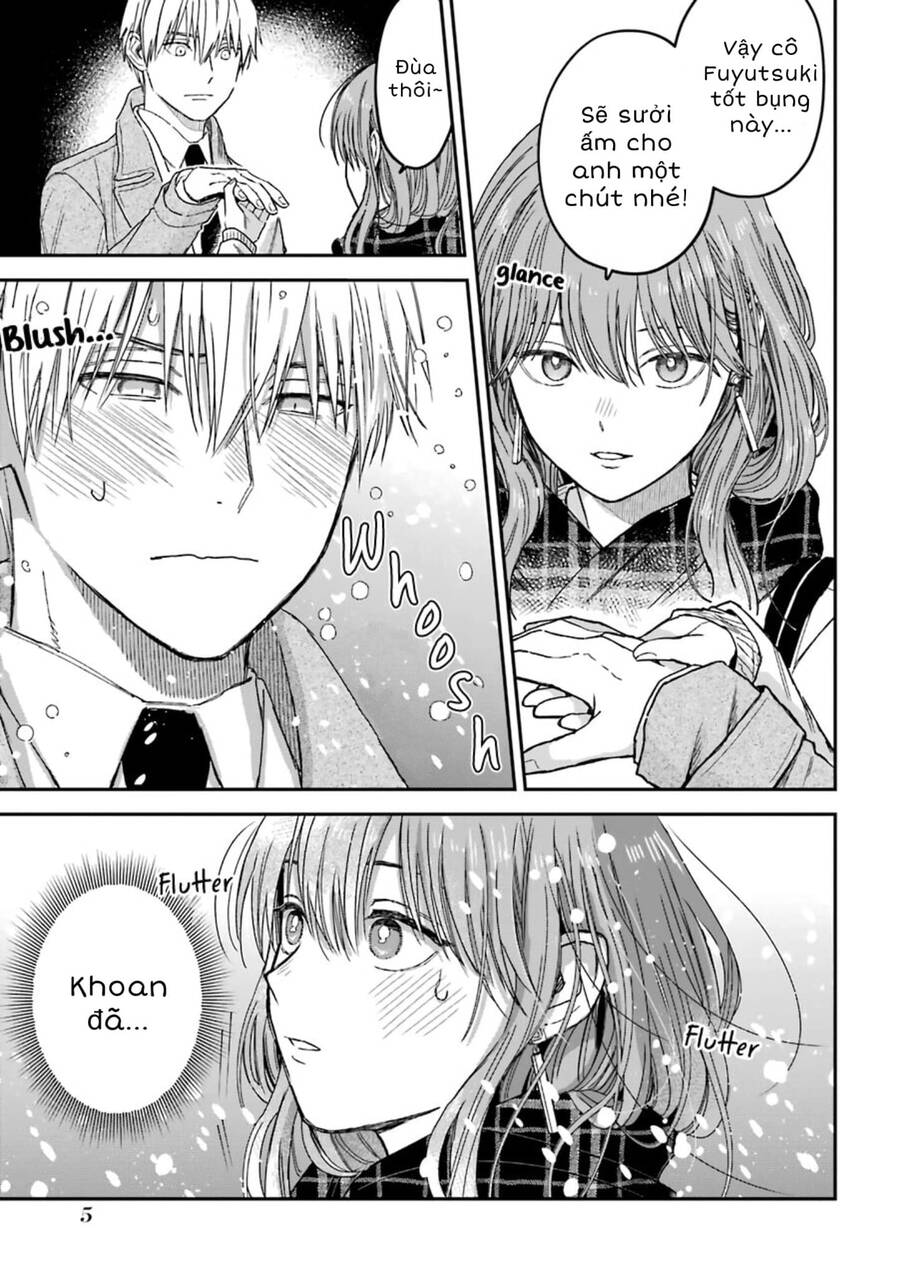 Vậy cô
Fuyutsuki
tốt bụng
này...
Sẽ sưởi
ấm cho
anh một
chút nhé!
glance
Đùa
thôi~
Blush...
Whoosh
Flutter
Khoan
đã...
Flutter
5